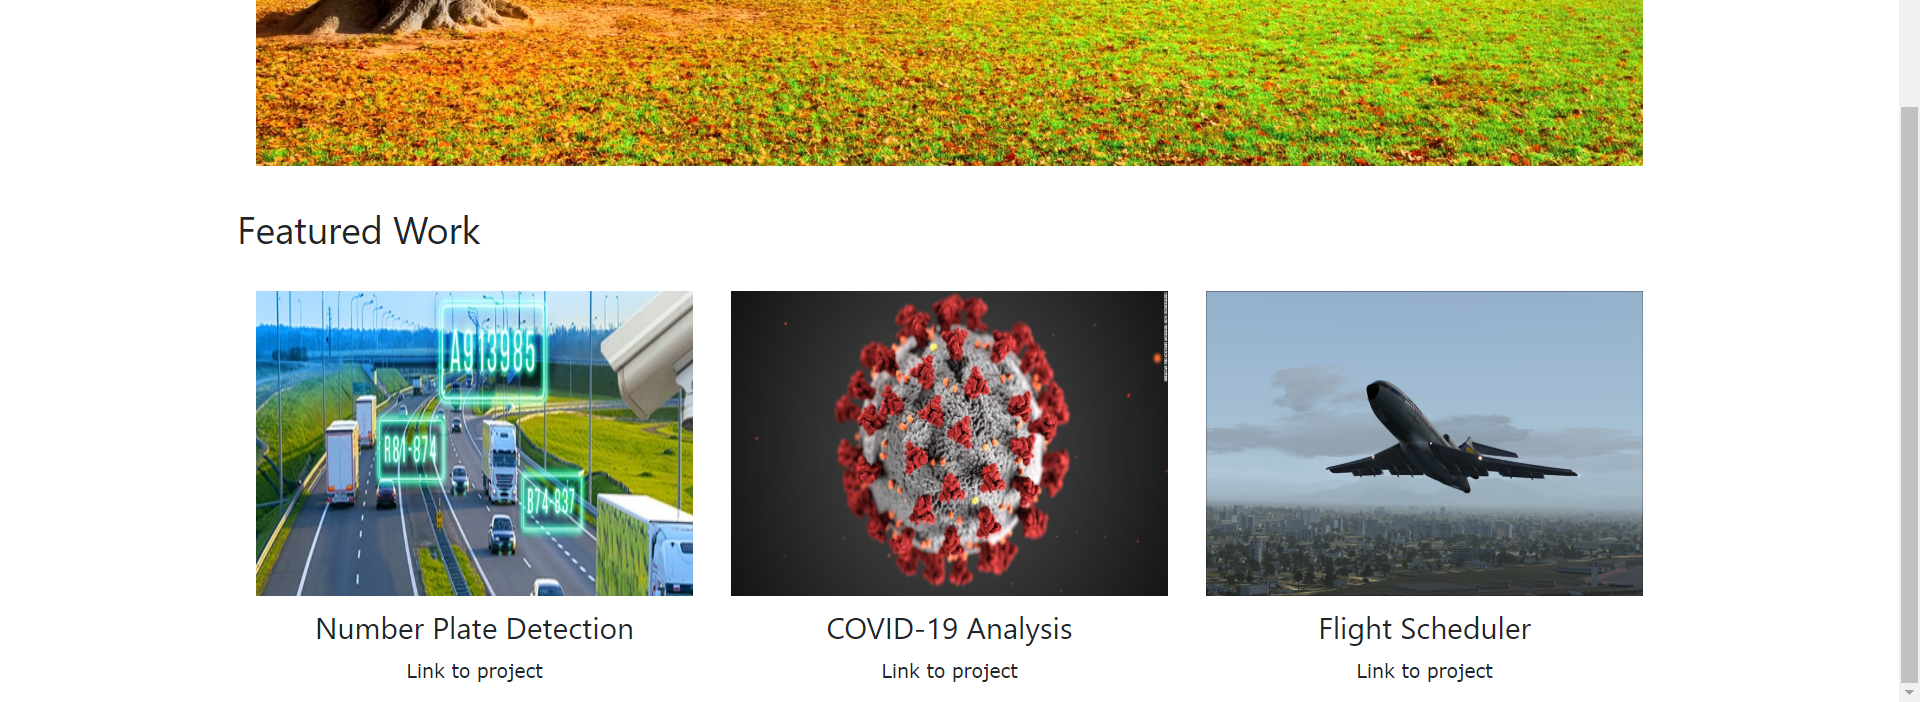 Featured Work
A913985
R81-874
B74-837
Number Plate Detection
COVID-19 Analysis
Flight Scheduler
Link to project
Link to project
Link to project